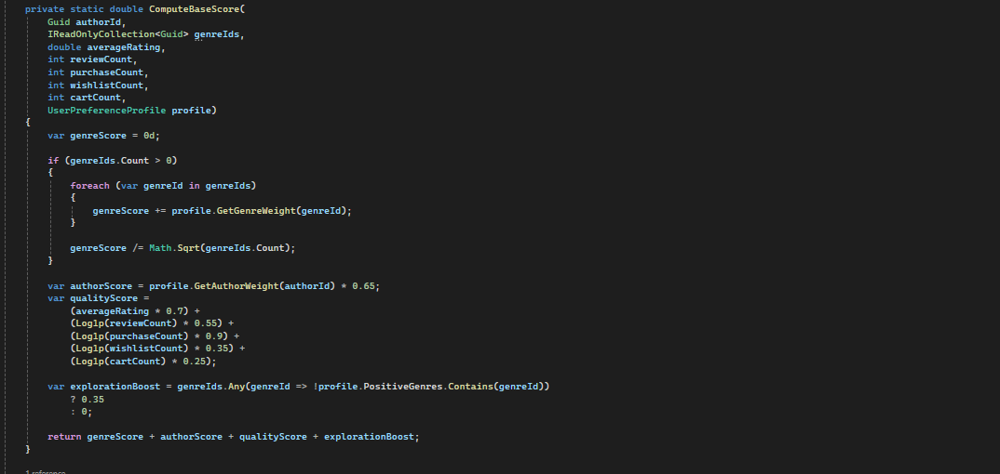 private static double ComputeBaseScore(
Guid authorId,
IReadOnlyCollection<Guid> genreIds,
double averageRating,
int reviewCount,
int purchaseCount,
int wishlistCount,
int cartCount,
UserPreferenceProfile profile)
{
var genreScore = 0d;
if (genreIds.Count > 0)
{
foreach (var genreId in genreIds)
{
genreScore += profile.GetGenreWeight(genreId);
}
genreScore /= Math.Sqrt(genreIds.Count);
}
var authorScore = profile.GetAuthorWeight(authorId) * 0.65;
var qualityScore =
(averageRating * 0.7) +
(Log1p(reviewCount) * 0.55) +
(Log1p(purchaseCount) * 0.9) +
(Log1p(wishlistCount) * 0.35) +
(Log1p(cartCount) * 0.25);
var explorationBoost = genreIds.Any(genreId => !profile.PositiveGenres.Contains(genreId))
? 0.35
: 0;
return genreScore + authorScore + qualityScore + explorationBoost;
}
1 reference